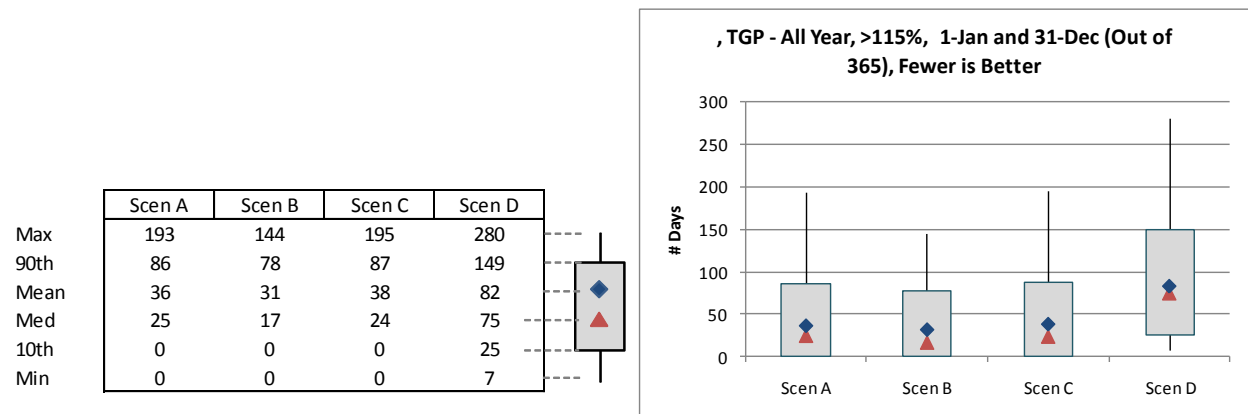 Scen A Scen B Scen C Scen D
Max 193 144 195 280
90th 86 78 87 149
Mean 36 31 38 82
Med 25 17 24 75
10th 0 0 0 25
Min 0 0 0 7
, TGP - All Year, >115%, 1-Jan and 31-Dec (Out of
365), Fewer is Better
# Days
300
250
200
150
100
50
0
Scen A Scen B Scen C Scen D